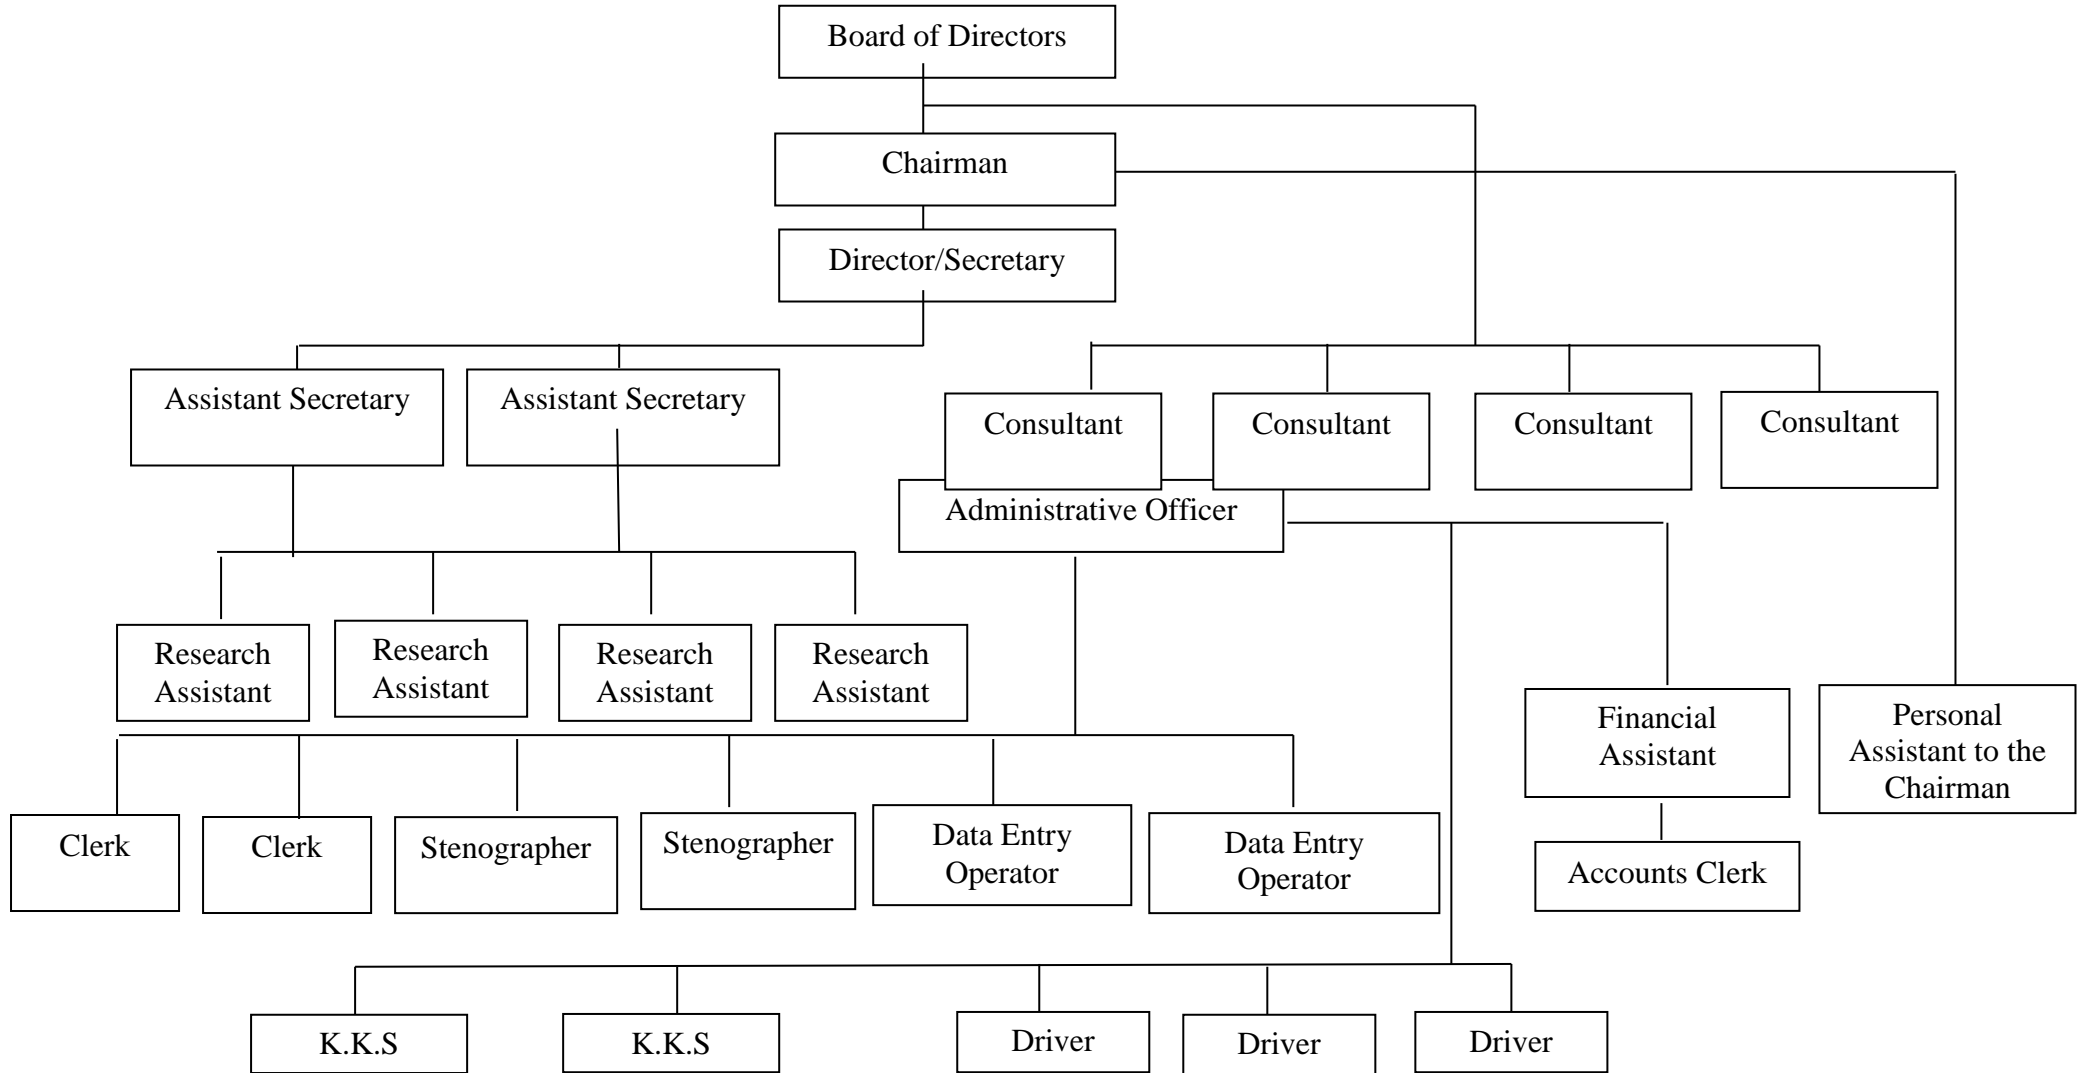 Board of Directors
Chairman
Director/Secretary
Assistant Secretary
Assistant Secretary
Consultant
Consultant
Consultant
Consultant
Administrative Officer
Research
Assistant
Research
Assistant
Research
Assistant
Research
Assistant
Financial
Assistant
Personal
Assistant to the
Chairman
Clerk
Clerk
Stenographer
Stenographer
Data Entry
Operator
Data Entry
Operator
Accounts Clerk
K.K.S
K.K.S
Driver
Driver
Driver